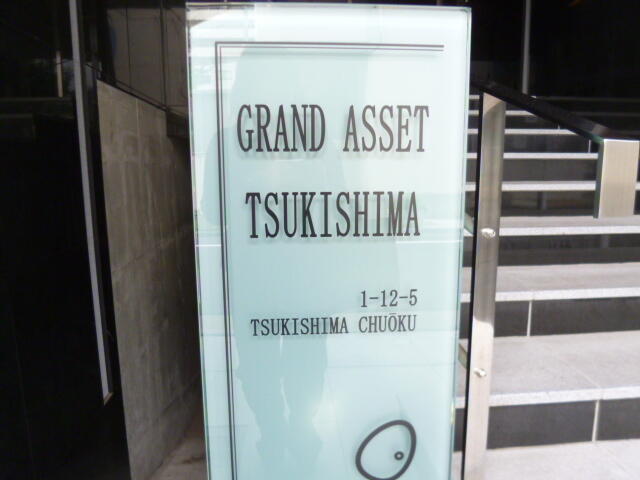 GRAND ASSET
TSUKISHIMA
1-12-5
TSUKISHIMA CHUŌKU